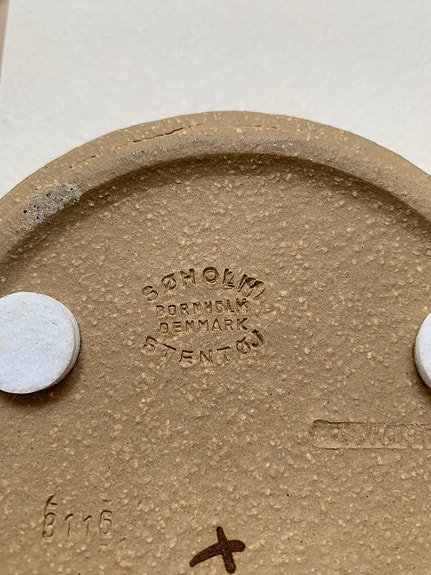 SØHOLM
BORNHOLM
DENMARK
STENTØJ
3116